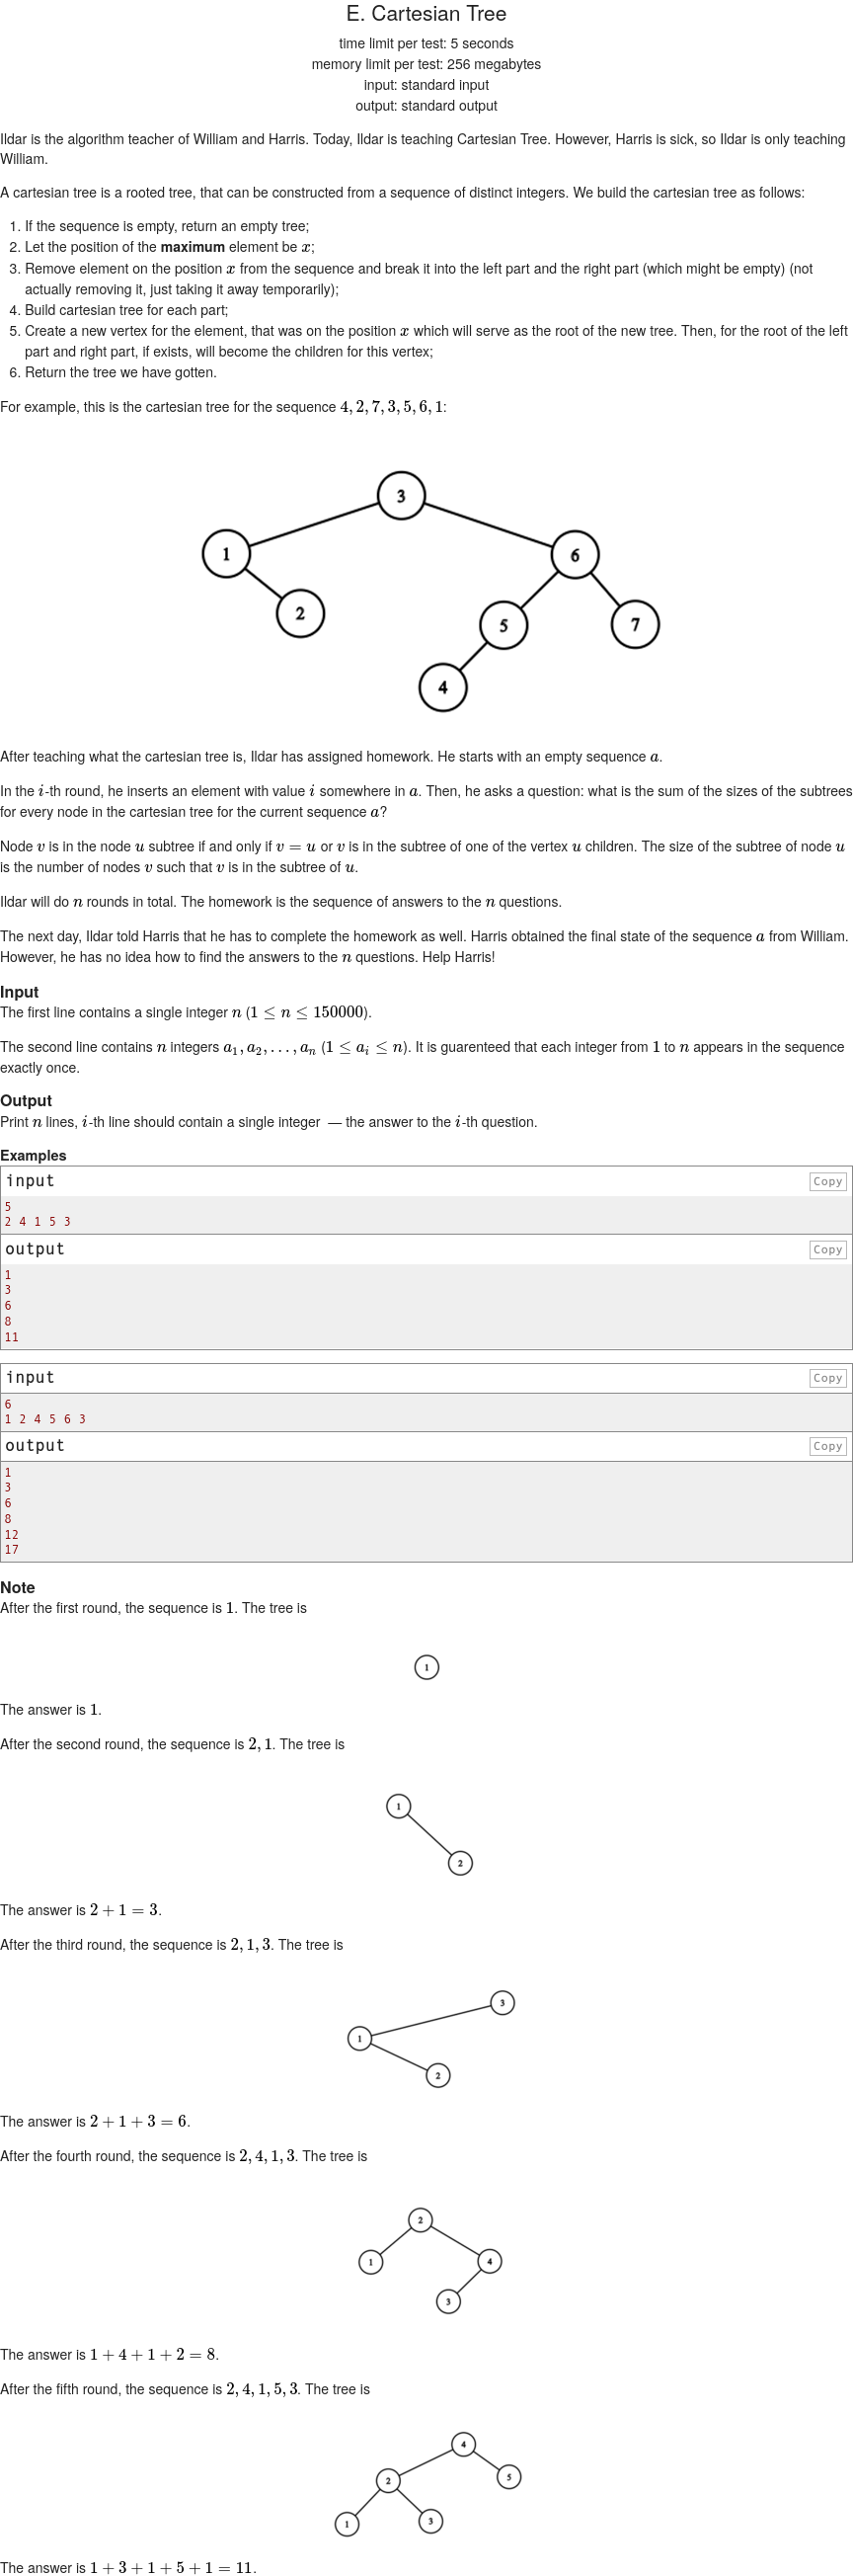 E. Cartesian Tree
time limit per test: 5 seconds
memory limit per test: 256 megabytes
input: standard input
output: standard output
Ildar is the algorithm teacher of William and Harris. Today, Ildar is teaching Cartesian Tree. However, Harris is sick, so Ildar is only teaching
William.
A cartesian tree is a rooted tree, that can be constructed from a sequence of distinct integers. We build the cartesian tree as follows:
1. If the sequence is empty, return an empty tree;
2. Let the position of the maximum element be x;
3. Remove element on the position x from the sequence and break it into the left part and the right part (which might be empty) (not
actually removing it, just taking it away temporarily);
4. Build cartesian tree for each part;
5. Create a new vertex for the element, that was on the position x which will serve as the root of the new tree. Then, for the root of the left
part and right part, if exists, will become the children for this vertex;
6. Return the tree we have gotten.
For example, this is the cartesian tree for the sequence 4, 2, 7, 3, 5, 6, 1:
3
1
6
2
5
7
4
After teaching what the cartesian tree is, Ildar has assigned homework. He starts with an empty sequence a.
In the i-th round, he inserts an element with value i somewhere in a. Then, he asks a question: what is the sum of the sizes of the subtrees
for every node in the cartesian tree for the current sequence a?
Node v is in the node u subtree if and only if v = u or v is in the subtree of one of the vertex u children. The size of the subtree of node u
is the number of nodes v such that v is in the subtree of u.
Ildar will do n rounds in total. The homework is the sequence of answers to the n questions.
The next day, Ildar told Harris that he has to complete the homework as well. Harris obtained the final state of the sequence a from William.
However, he has no idea how to find the answers to the n questions. Help Harris!
Input
The first line contains a single integer n (1 ≤ n ≤ 150000).
The second line contains n integers a₁, a₂, …, aₙ (1 ≤ aᵢ ≤ n). It is guarenteed that each integer from 1 to n appears in the sequence
exactly once.
Output
Print n lines, i-th line should contain a single integer — the answer to the i-th question.
Examples
input Copy
5
2 4 1 5 3
output Copy
1
3
6
8
11
input Copy
6
1 2 4 5 6 3
output Copy
1
3
6
8
12
17
Note
After the first round, the sequence is 1. The tree is
1
The answer is 1.
After the second round, the sequence is 2, 1. The tree is
1
2
The answer is 2 + 1 = 3.
After the third round, the sequence is 2, 1, 3. The tree is
3
1
2
The answer is 2 + 1 + 3 = 6.
After the fourth round, the sequence is 2, 4, 1, 3. The tree is
2
1
4
3
The answer is 1 + 4 + 1 + 2 = 8.
After the fifth round, the sequence is 2, 4, 1, 5, 3. The tree is
4
2
5
1
3
The answer is 1 + 3 + 1 + 5 + 1 = 11.